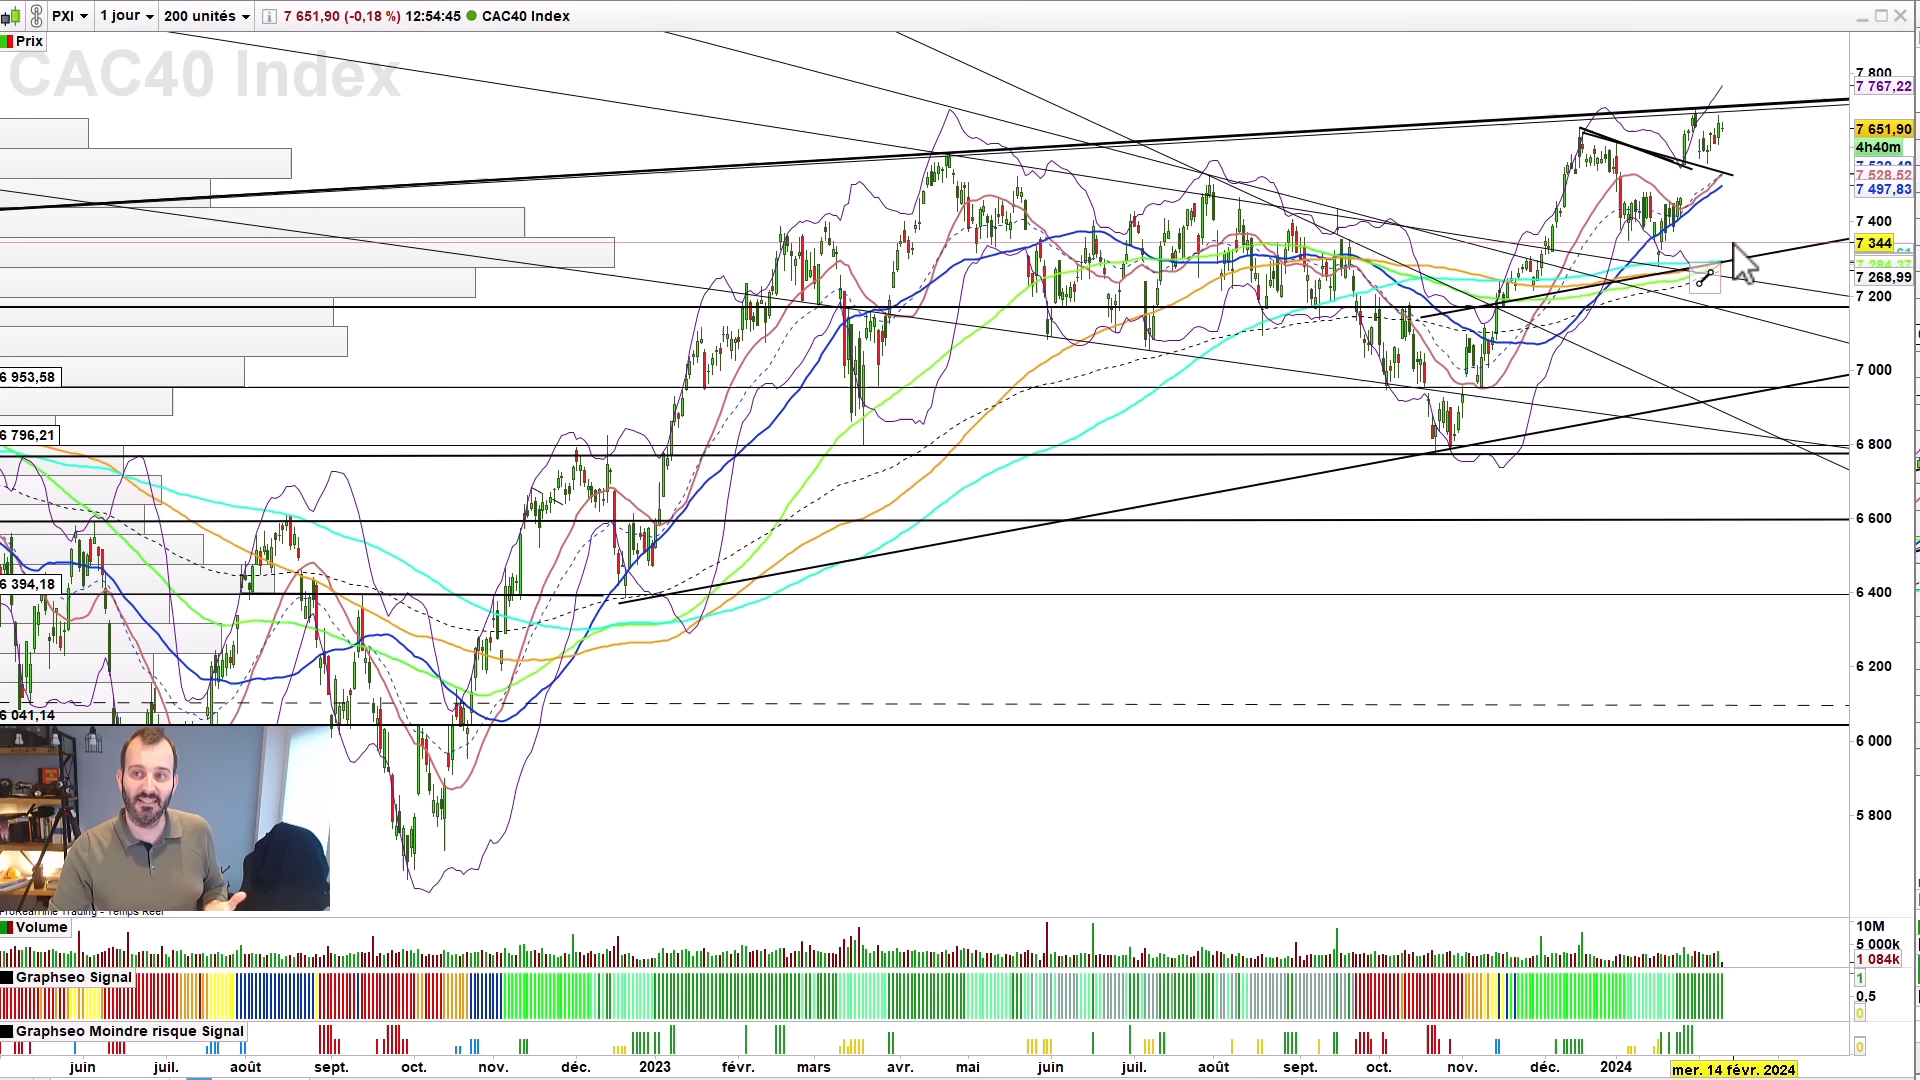 PXI 1 jour 200 unités 7 651,90 (-0,18 %) 12:54:45 CAC40 Index
Prix
CAC40 Index
7 800
7 767,22
7 651,90
4h40m
7 528,52
7 497,83
7 400
7 344
7 268,99
7 200
7 000
6 800
6 600
6 400
6 200
6 000
5 800
6 953,58
6 796,21
6 394,18
6 041,14
ProRealTime Trading - Temps Réel
Volume
10M
5 000k
1 084k
Graphseo Signal
1
0,5
0
Graphseo Moindre risque Signal
0
juin juil. août sept. oct. nov. déc. 2023 févr. mars avr. mai juin juil. août sept. oct. nov. déc. 2024 mer. 14 févr. 2024